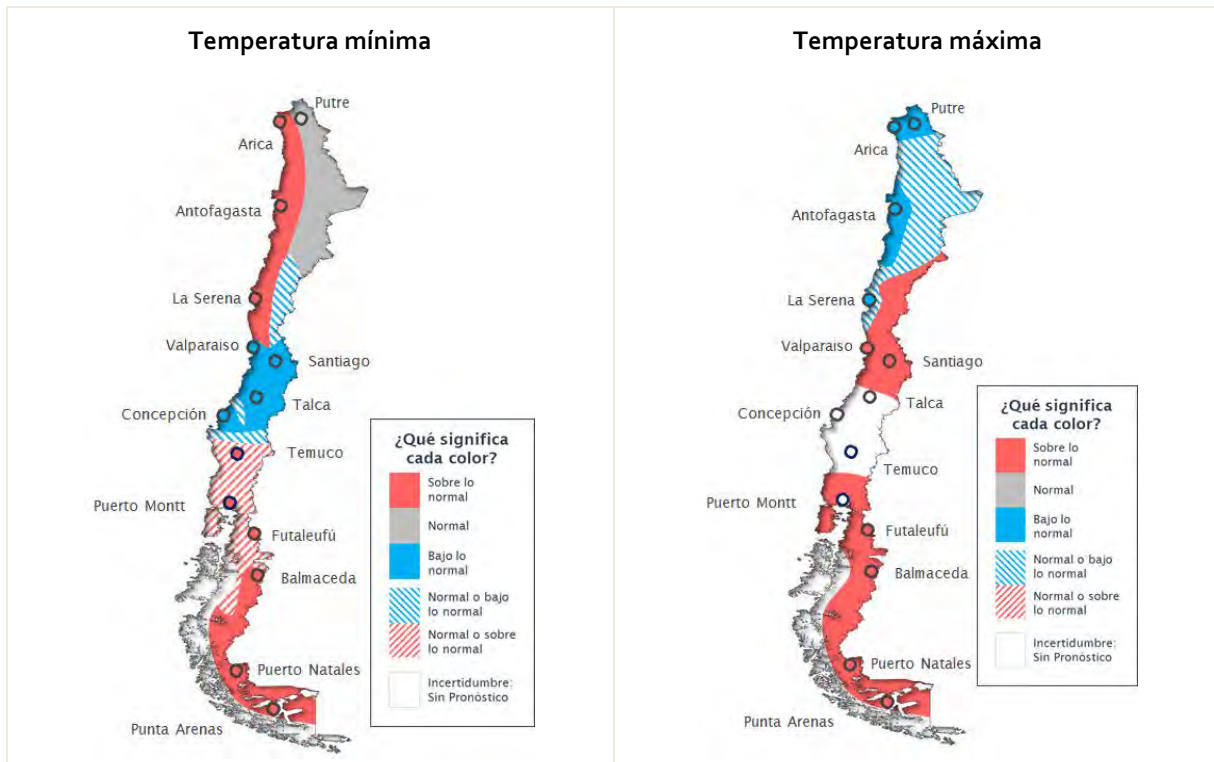 Temperatura mínima
Putre
Arica
Antofagasta
La Serena
Valparaiso
Santiago
Talca
Concepción
Temuco
Puerto Montt
Futaleufú
Balmaceda
Puerto Natales
Punta Arenas
¿Qué significa
cada color?
Sobre lo
normal
Normal
Bajo lo
normal
Normal o bajo
lo normal
Normal o sobre
lo normal
Incertidumbre:
Sin Pronóstico
Temperatura máxima
Putre
Arica
Antofagasta
La Serena
Valparaiso
Santiago
Talca
Concepción
Temuco
Puerto Montt
Futaleufú
Balmaceda
Puerto Natales
Punta Arenas
¿Qué significa
cada color?
Sobre lo
normal
Normal
Bajo lo
normal
Normal o bajo
lo normal
Normal o sobre
lo normal
Incertidumbre:
Sin Pronóstico